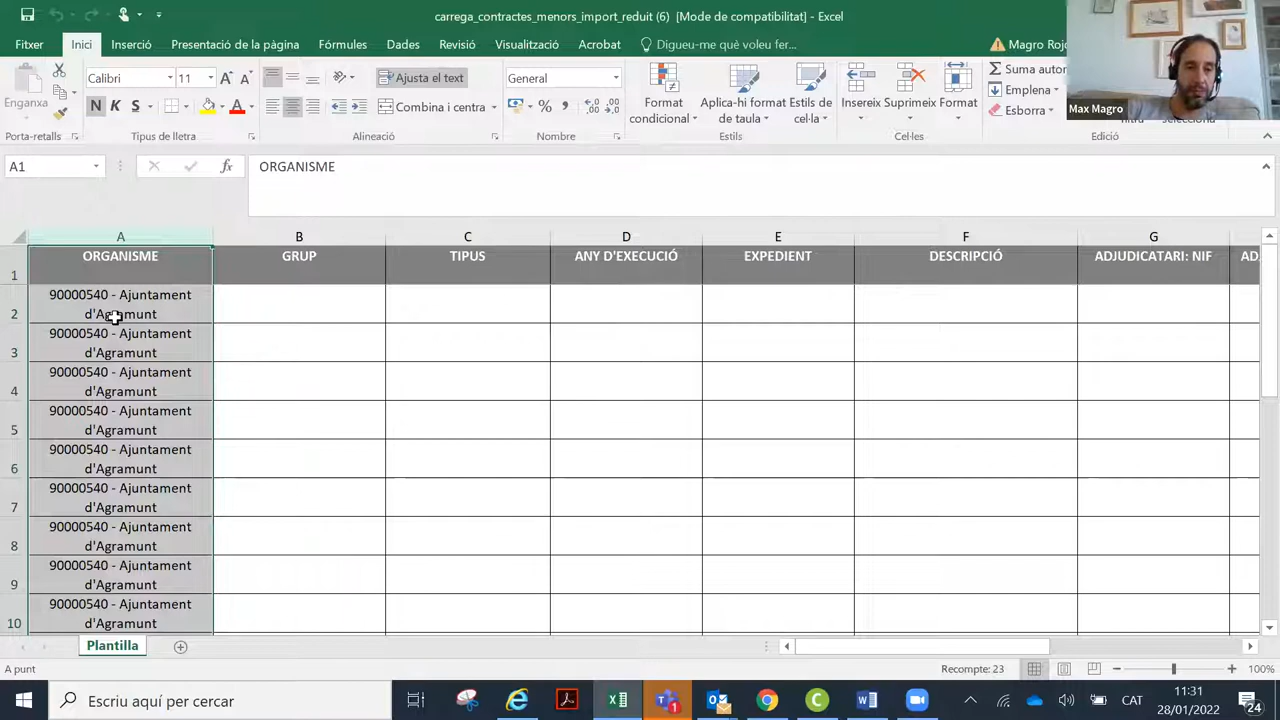 carrega_contractes_menors_import_reduit (6) [Mode de compatibilitat] - Excel
Fitxer Inici Inserció Presentació de la pàgina Fórmules Dades Revisió Visualització Acrobat Digueu-me què voleu fer... Magro Roj
Enganxa
Calibri 11
Ajusta el text
General
Suma autor
Emplena
Esborra
N K S
Combina i centra
Format condicional
Aplica-hi format de taula
Estils de cel·la
Insereix Suprimeix Format
Max Magro
Porta-retalls Tipus de lletra Alineació Nombre Estils Cel·les Edició
A1 fx ORGANISME
A B C D E F G
1 ORGANISME GRUP TIPUS ANY D'EXECUCIÓ EXPEDIENT DESCRIPCIÓ ADJUDICATARI: NIF AD
90000540 - Ajuntament
2 d'Agramunt
90000540 - Ajuntament
3 d'Agramunt
90000540 - Ajuntament
4 d'Agramunt
90000540 - Ajuntament
5 d'Agramunt
90000540 - Ajuntament
6 d'Agramunt
90000540 - Ajuntament
7 d'Agramunt
90000540 - Ajuntament
8 d'Agramunt
90000540 - Ajuntament
9 d'Agramunt
90000540 - Ajuntament
10 d'Agramunt
Plantilla
A punt Recompte: 23 100%
Escriu aquí per cercar
1
CAT
11:31
28/01/2022
24